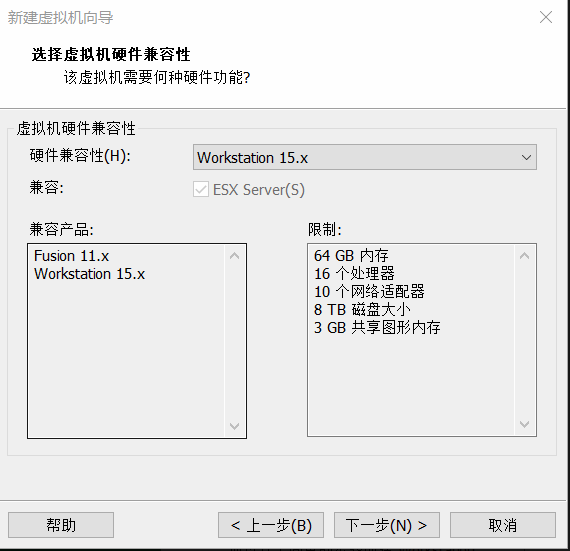 新建虚拟机向导
选择虚拟机硬件兼容性
该虚拟机需要何种硬件功能?
虚拟机硬件兼容性
硬件兼容性(H):
Workstation 15.x
兼容:
ESX Server(S)
兼容产品:
Fusion 11.x
Workstation 15.x
限制:
64 GB 内存
16 个处理器
10 个网络适配器
8 TB 磁盘大小
3 GB 共享图形内存
帮助
< 上一步(B)
下一步(N) >
取消